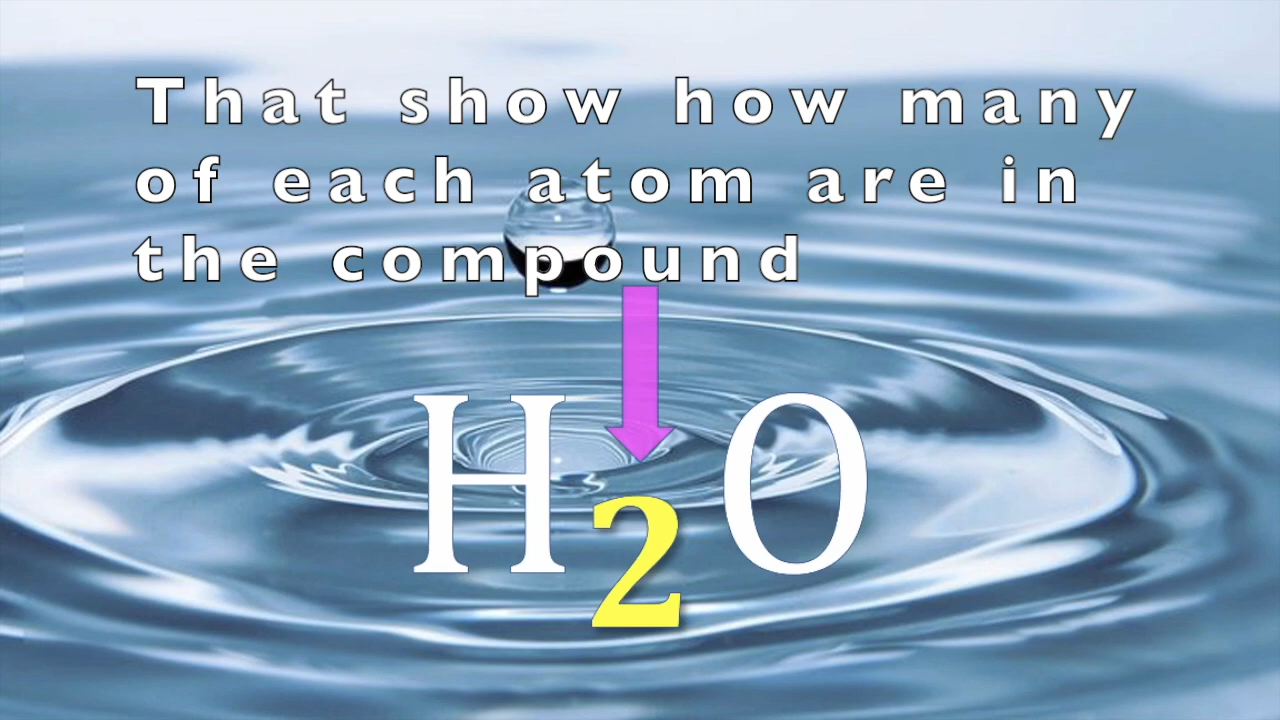 That show how many
of each atom are in
the compound
H2O